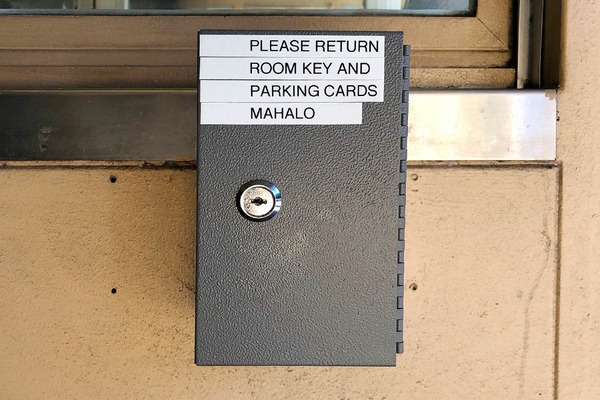 PLEASE RETURN
ROOM KEY AND
PARKING CARDS
MAHALO